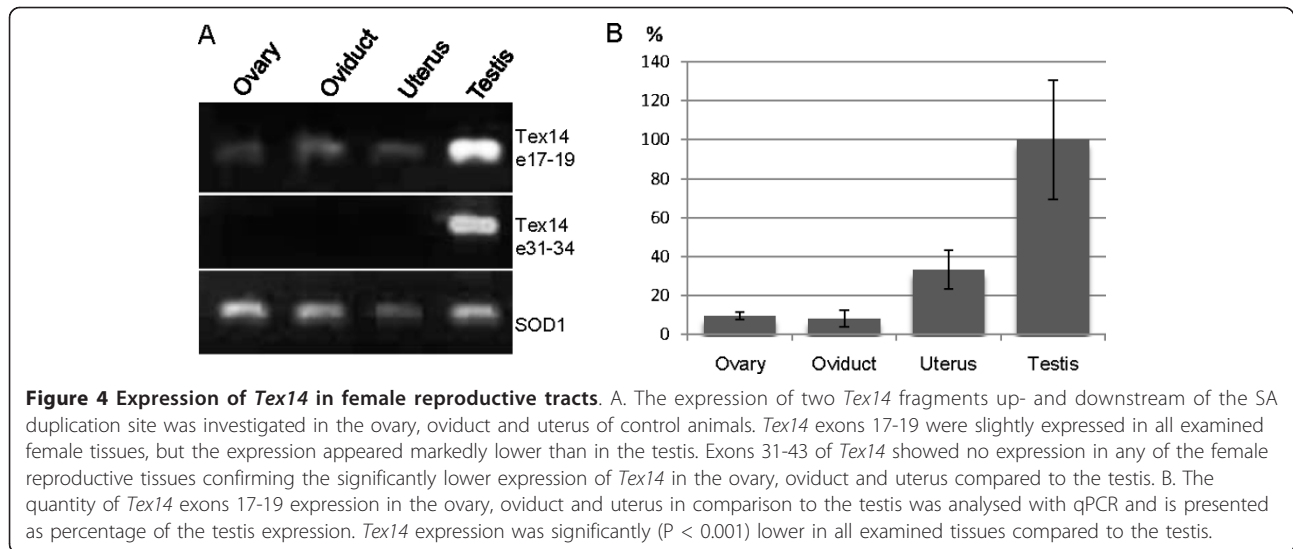 A
Ovary
Oviduct
Uterus
Testis
Tex14
e17-19
Tex14
e31-34
SOD1
B %
140
120
100
80
60
40
20
0
Ovary Oviduct Uterus Testis
Figure 4 Expression of Tex14 in female reproductive tracts. A. The expression of two Tex14 fragments up- and downstream of the SA
duplication site was investigated in the ovary, oviduct and uterus of control animals. Tex14 exons 17-19 were slightly expressed in all examined
female tissues, but the expression appeared markedly lower than in the testis. Exons 31-43 of Tex14 showed no expression in any of the female
reproductive tissues confirming the significantly lower expression of Tex14 in the ovary, oviduct and uterus compared to the testis. B. The
quantity of Tex14 exons 17-19 expression in the ovary, oviduct and uterus in comparison to the testis was analysed with qPCR and is presented
as percentage of the testis expression. Tex14 expression was significantly (P < 0.001) lower in all examined tissues compared to the testis.